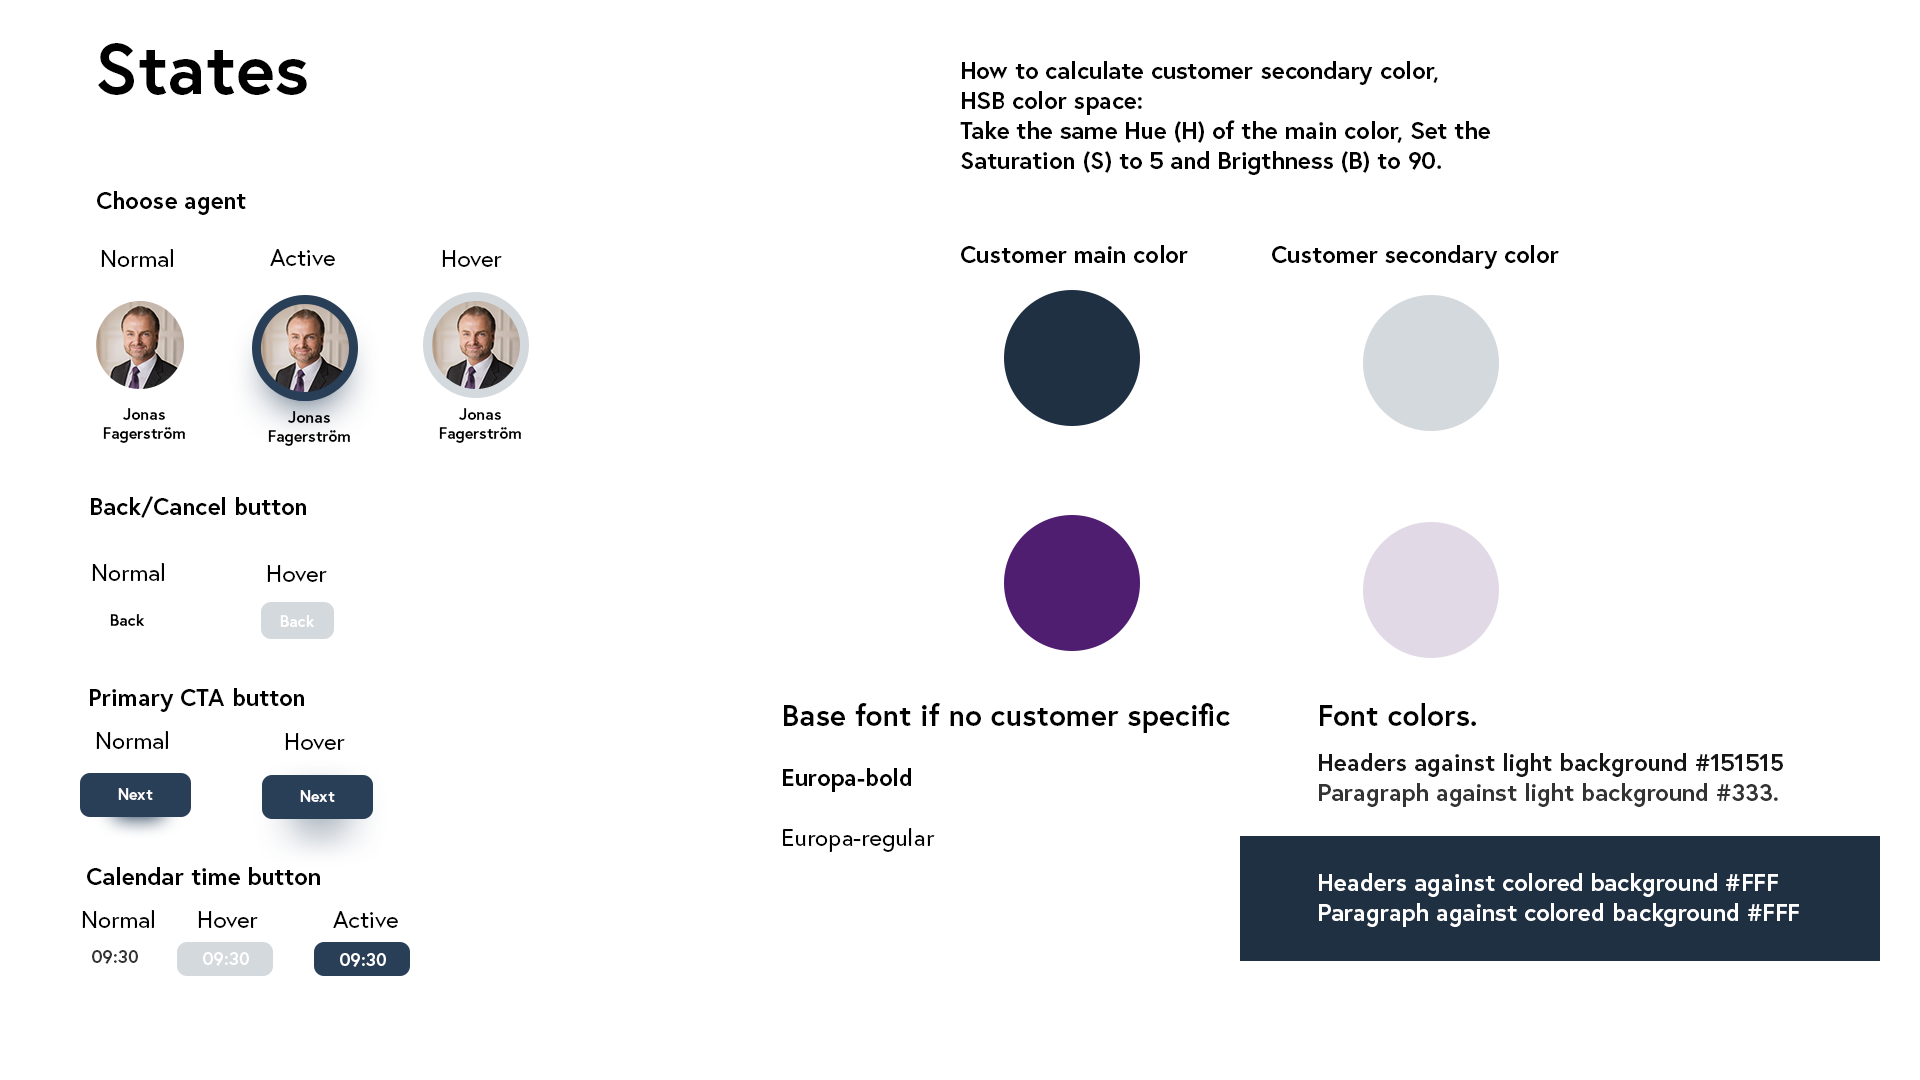 States
Choose agent
Normal
Active
Hover
Jonas
Fagerström
Jonas
Fagerström
Jonas
Fagerström
Back/Cancel button
Normal
Hover
Back
Back
Primary CTA button
Normal
Hover
Next
Next
Calendar time button
Normal
Hover
Active
09:30
09:30
09:30
How to calculate customer secondary color,
HSB color space:
Take the same Hue (H) of the main color, Set the
Saturation (S) to 5 and Brigthness (B) to 90.
Customer main color
Customer secondary color
Base font if no customer specific
Europa-bold
Europa-regular
Font colors.
Headers against light background #151515
Paragraph against light background #333.
Headers against colored background #FFF
Paragraph against colored background #FFF